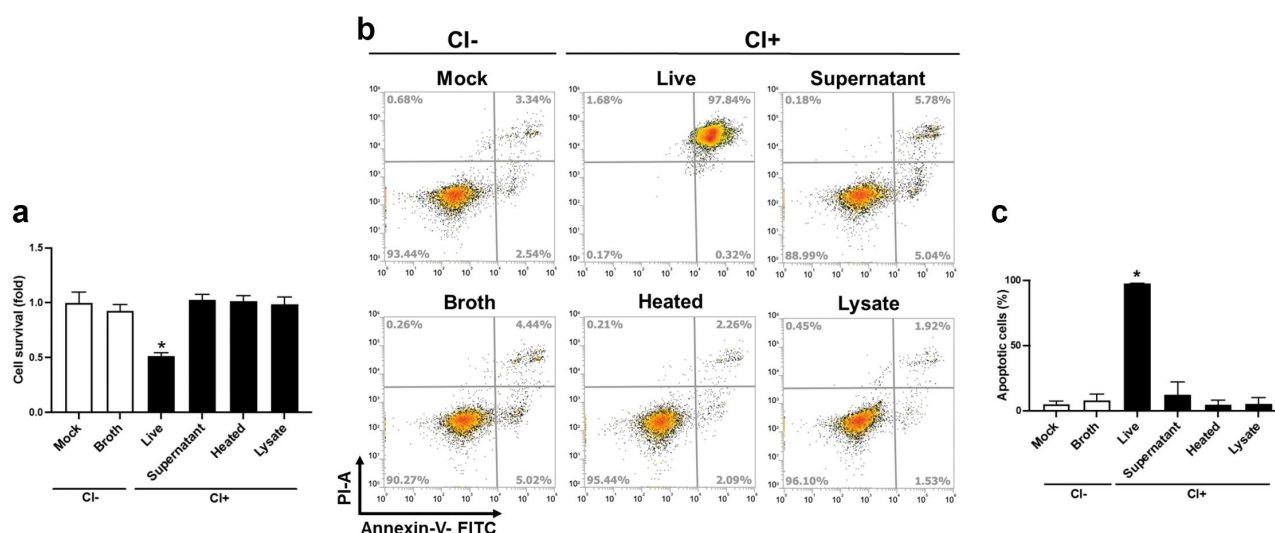 a
Cell survival (fold)
1.5
1.0
0.5
0.0
Mock
Broth
Live
*
Supernatant
Heated
Lysate
CI-
CI+
b
CI-
CI+
Mock
0.68%
3.34%
93.44%
2.54%
Live
1.68%
97.84%
0.17%
0.32%
Supernatant
0.18%
5.78%
88.99%
5.04%
Broth
0.26%
4.44%
90.27%
5.02%
Heated
0.21%
2.26%
95.44%
2.09%
Lysate
0.45%
1.92%
96.10%
1.53%
PI-A
Annexin-V- FITC
c
Apoptotic cells (%)
100
50
0
*
Mock
Broth
Live
Supernatant
Heated
Lysate
CI-
CI+